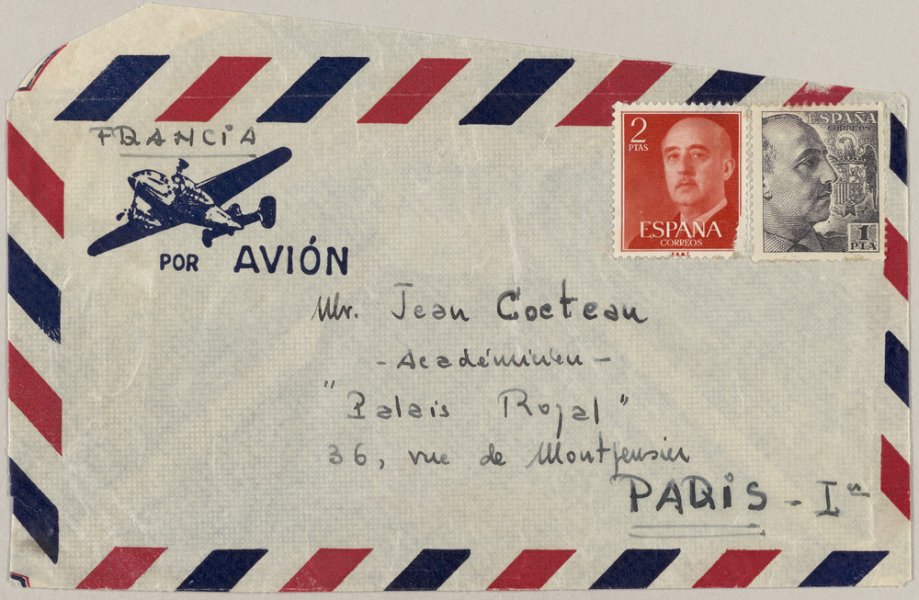 FRANCIA
POR AVIÓN
2
PTAS
ESPAÑA
CORREOS
ESPAÑA
CORREOS
1
PTA
Mr. Jean Cocteau
- Académinien -
"Palais Royal"
36, rue de Montpensier
PARIS - Ier